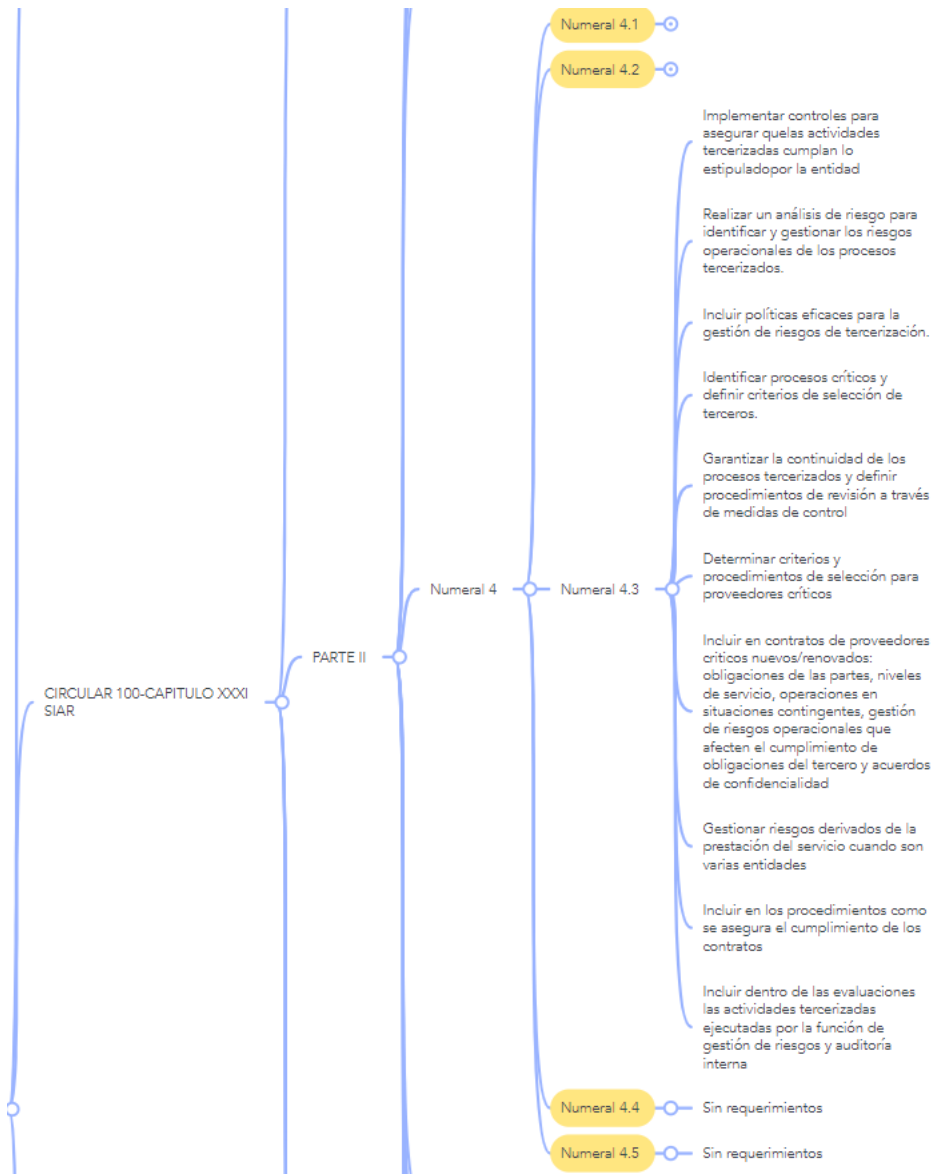 Numeral 4.1
Numeral 4.2
Implementar controles para
asegurar quelas actividades
tercerizadas cumplan lo
estipuladopor la entidad
Realizar un análisis de riesgo para
identificar y gestionar los riesgos
operacionales de los procesos
tercerizados.
Incluir políticas eficaces para la
gestión de riesgos de tercerización.
Identificar procesos críticos y
definir criterios de selección de
terceros.
Garantizar la continuidad de los
procesos tercerizados y definir
procedimientos de revisión a través
de medidas de control
Determinar criterios y
procedimientos de selección para
proveedores críticos
Numeral 4
Numeral 4.3
PARTE II
CIRCULAR 100-CAPITULO XXXI
SIAR
Incluir en contratos de proveedores
criticos nuevos/renovados:
obligaciones de las partes, niveles
de servicio, operaciones en
situaciones contingentes, gestión
de riesgos operacionales que
afecten el cumplimiento de
obligaciones del tercero y acuerdos
de confidencialidad
Gestionar riesgos derivados de la
prestación del servicio cuando son
varias entidades
Incluir en los procedimientos como
se asegura el cumplimiento de los
contratos
Incluir dentro de las evaluaciones
las actividades tercerizadas
ejecutadas por la función de
gestión de riesgos y auditoría
interna
Numeral 4.4
Sin requerimientos
Numeral 4.5
Sin requerimientos